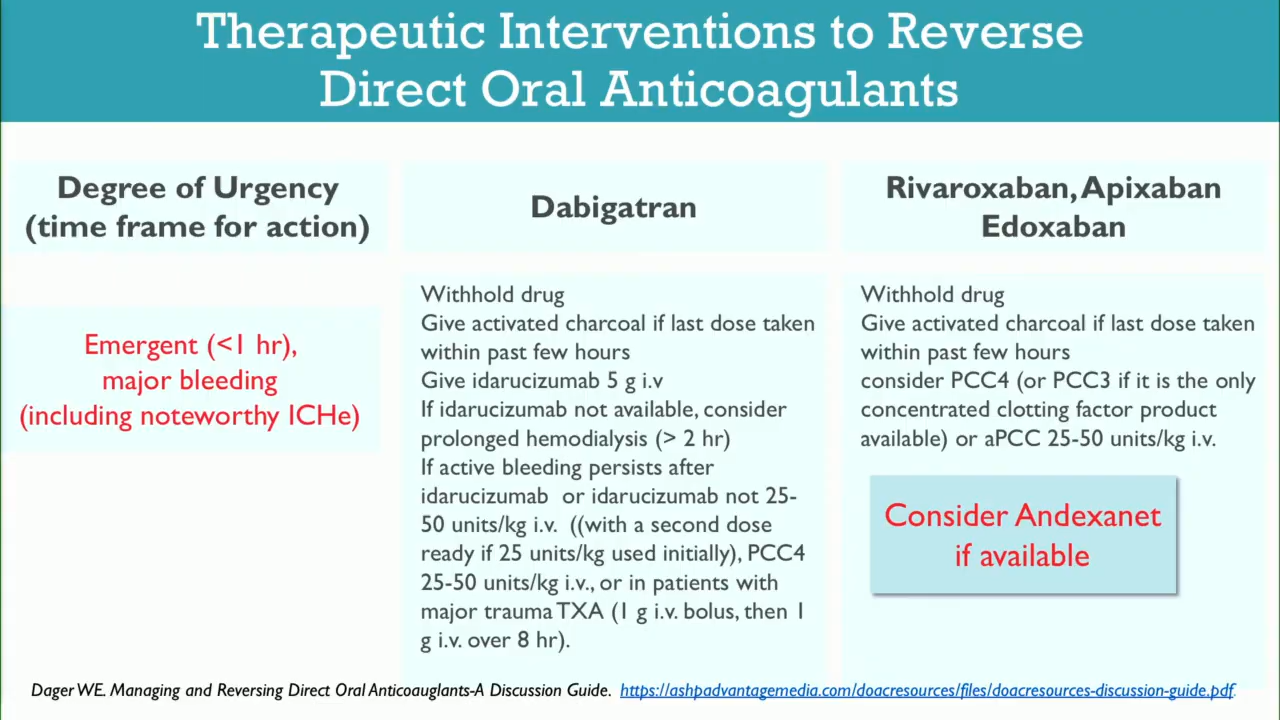 Therapeutic Interventions to Reverse
Direct Oral Anticoagulants
Degree of Urgency
(time frame for action)
Dabigatran
Rivaroxaban, Apixaban
Edoxaban
Emergent (<1 hr),
major bleeding
(including noteworthy ICHe)
Withhold drug
Give activated charcoal if last dose taken
within past few hours
Give idarucizumab 5 g i.v
If idarucizumab not available, consider
prolonged hemodialysis (> 2 hr)
If active bleeding persists after
idarucizumab or idarucizumab not 25-
50 units/kg i.v. ((with a second dose
ready if 25 units/kg used initially), PCC4
25-50 units/kg i.v., or in patients with
major trauma TXA (1 g i.v. bolus, then 1
g i.v. over 8 hr).
Withhold drug
Give activated charcoal if last dose taken
within past few hours
consider PCC4 (or PCC3 if it is the only
concentrated clotting factor product
available) or aPCC 25-50 units/kg i.v.
Consider Andexanet
if available
Dager WE. Managing and Reversing Direct Oral Anticoauglants-A Discussion Guide. https://ashpadvantagemedia.com/doacresources/files/doacresources-discussion-guide.pdf.